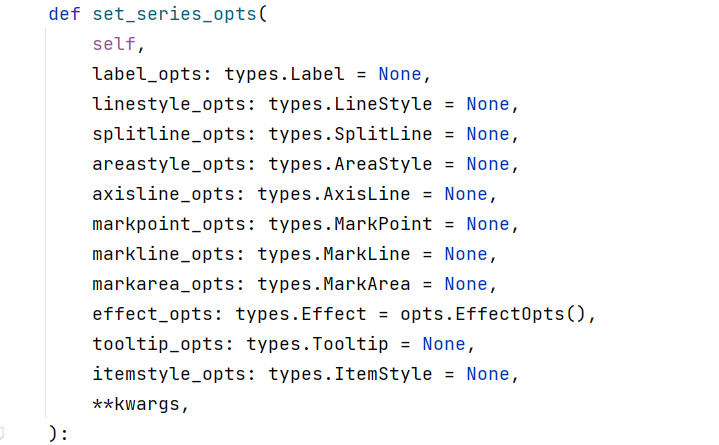 def set_series_opts(
    self,
    label_opts: types.Label = None,
    linestyle_opts: types.LineStyle = None,
    splitline_opts: types.SplitLine = None,
    areastyle_opts: types.AreaStyle = None,
    axisline_opts: types.AxisLine = None,
    markpoint_opts: types.MarkPoint = None,
    markline_opts: types.MarkLine = None,
    markarea_opts: types.MarkArea = None,
    effect_opts: types.Effect = opts.EffectOpts(),
    tooltip_opts: types.Tooltip = None,
    itemstyle_opts: types.ItemStyle = None,
    **kwargs,
):